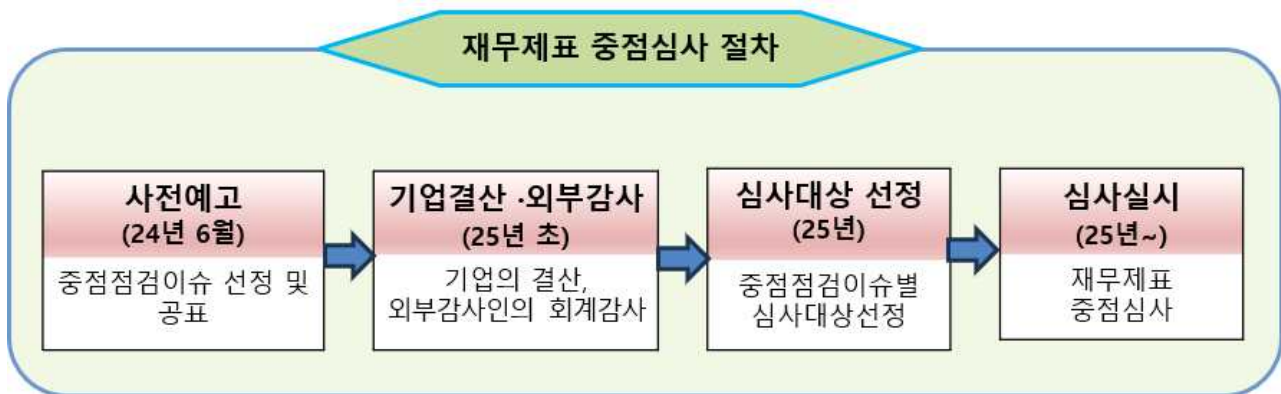 재무제표 중점심사 절차
사전예고
(24년 6월)
중점점검이슈 선정 및
공표
기업결산 ·외부감사
(25년 초)
기업의 결산,
외부감사인의 회계감사
심사대상 선정
(25년)
중점점검이슈별
심사대상선정
심사실시
(25년~)
재무제표
중점심사